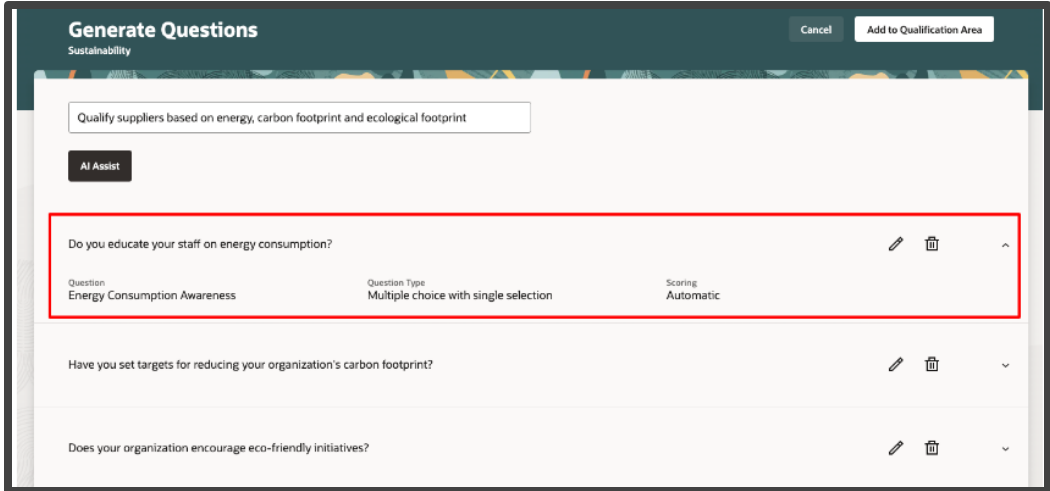 Generate Questions
Sustainability
Cancel
Add to Qualification Area
Qualify suppliers based on energy, carbon footprint and ecological footprint
AI Assist
Do you educate your staff on energy consumption?
Question
Energy Consumption Awareness
Question Type
Multiple choice with single selection
Scoring
Automatic
Have you set targets for reducing your organization's carbon footprint?
Does your organization encourage eco-friendly initiatives?